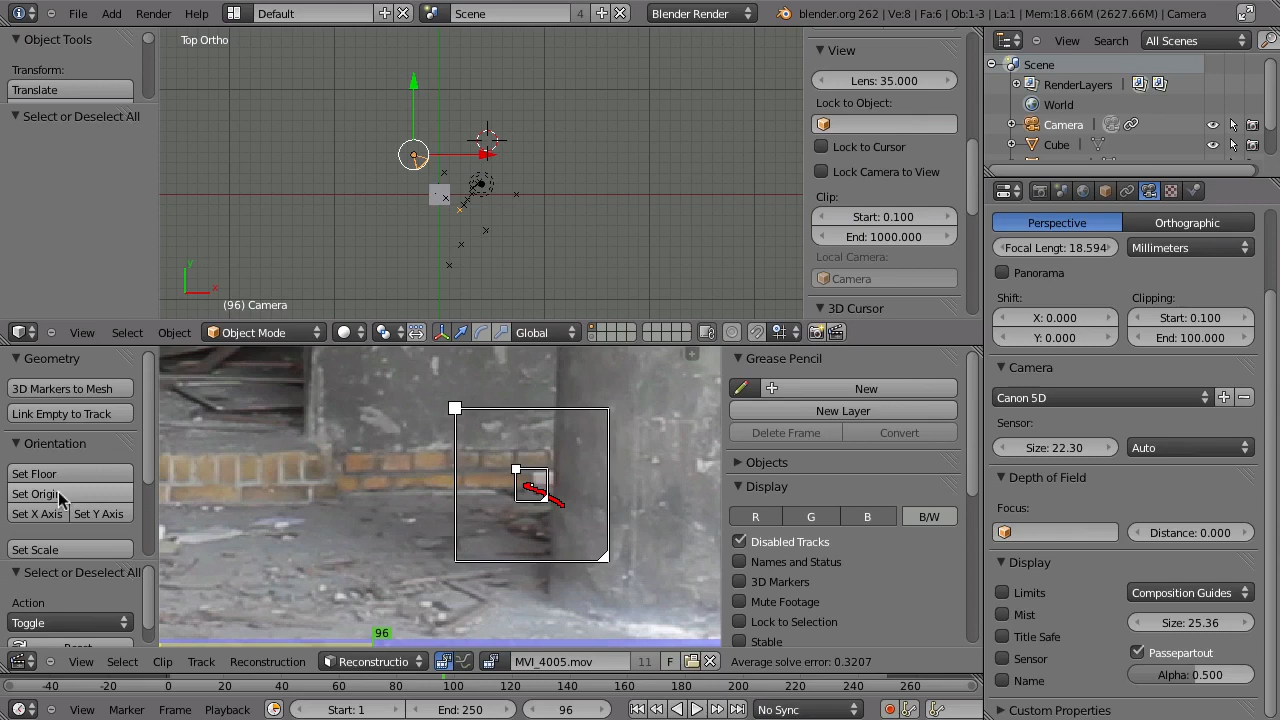 File Add Render Help Default Scene 4 Blender Render blender.org 262 | Ve:8 | Fa:6 | Ob:1-3 | La:1 | Mem:18.66M (2627.66M) | Camera
Object Tools
Transform:
Translate
Select or Deselect All
Top Ortho
y
x
(96) Camera
View
Lens: 35.000
Lock to Object:
Lock to Cursor
Lock Camera to View
Clip:
Start: 0.100
End: 1000.000
Local Camera:
Camera
3D Cursor
View Search All Scenes
Scene
RenderLayers
World
Camera
Cube
Perspective Orthographic
Focal Lengt: 18.594 Millimeters
Panorama
Shift: Clipping:
X: 0.000 Start: 0.100
Y: 0.000 End: 100.000
Camera
Canon 5D
Sensor:
Size: 22.30 Auto
Depth of Field
Focus:
Distance: 0.000
Display
Limits Composition Guides
Mist Size: 25.36
Title Safe
Sensor Passepartout
Name Alpha: 0.500
Custom Properties
View Select Object Object Mode Global
Geometry
3D Markers to Mesh
Link Empty to Track
Orientation
Set Floor
Set Origi
Set X Axis Set Y Axis
Set Scale
Select or Deselect All
Action
Toggle
96
Grease Pencil
New
New Layer
Delete Frame Convert
Objects
Display
R G B B/W
Disabled Tracks
Names and Status
3D Markers
Mute Footage
Lock to Selection
Stable
View Select Clip Track Reconstruction Reconstructio MVI_4005.mov 11 F Average solve error: 0.3207
-40 -20 0 20 40 60 80 100 120 140 160 180 200 220 240 260
View Marker Frame Playback Start: 1 End: 250 96 No Sync